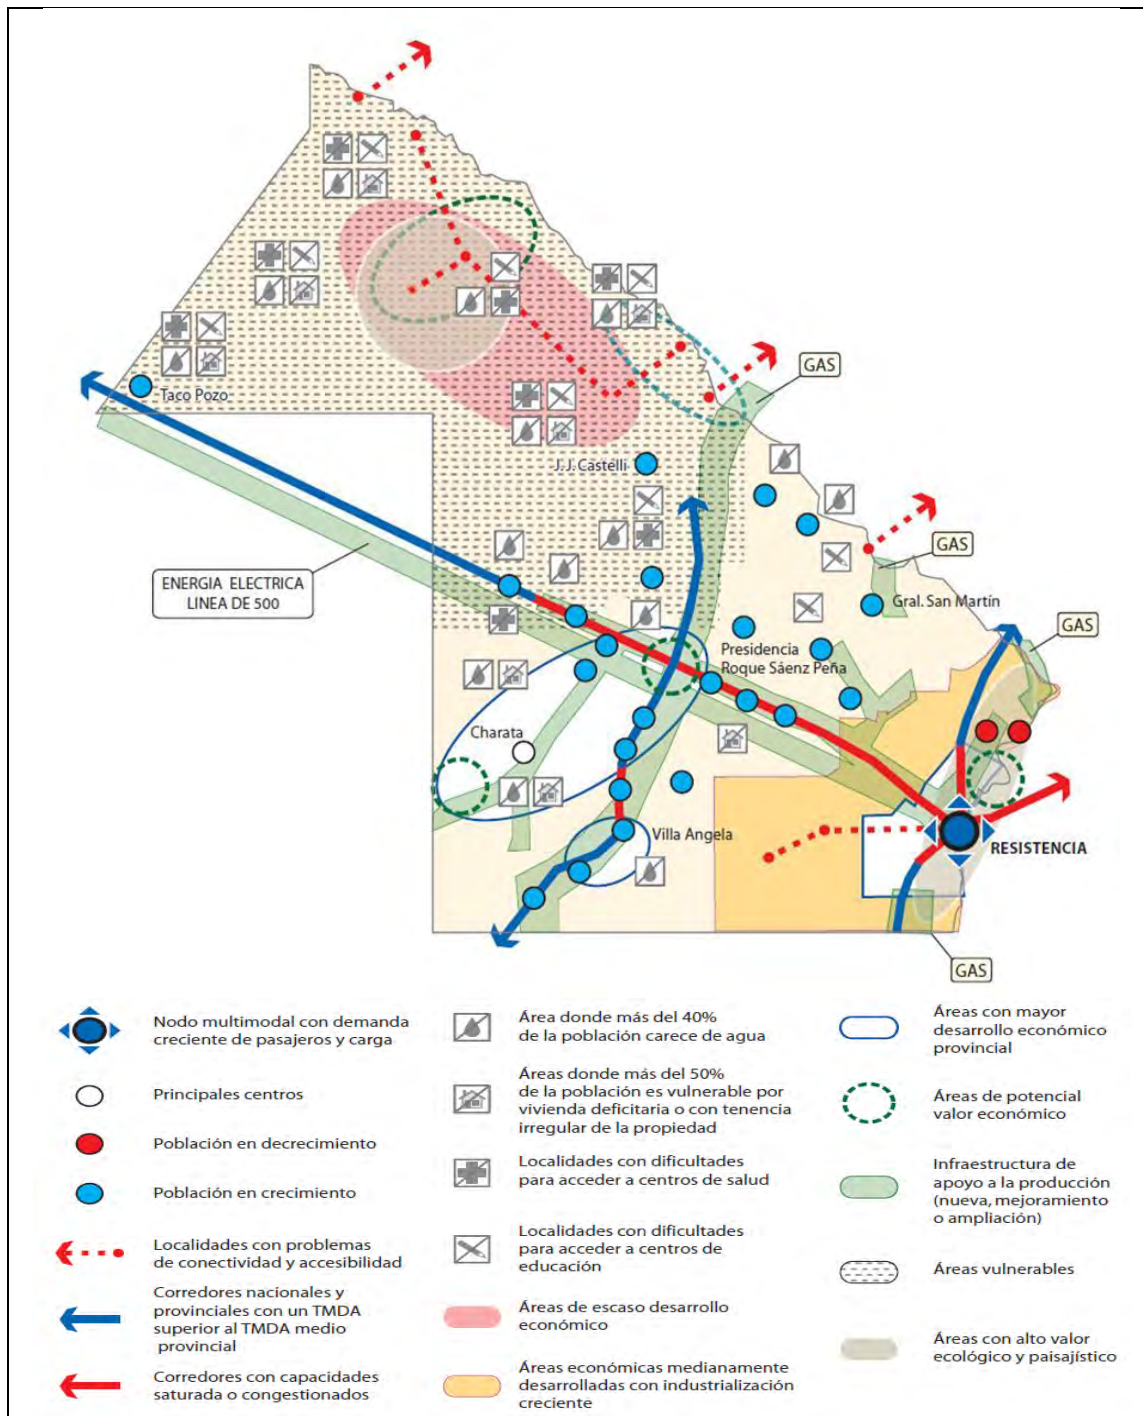 GAS
Taco Pozo
J. J. Castelli
GAS
ENERGIA ELECTRICA
LINEA DE 500
Gral. San Martín
GAS
Presidencia
Roque Sáenz Peña
Charata
Villa Angela
RESISTENCIA
GAS
Nodo multimodal con demanda
creciente de pasajeros y carga
Principales centros
Población en decrecimiento
Población en crecimiento
Localidades con problemas
de conectividad y accesibilidad
Corredores nacionales y
provinciales con un TMDA
superior al TMDA medio
provincial
Corredores con capacidades
saturada o congestionados
Área donde más del 40%
de la población carece de agua
Áreas donde más del 50%
de la población es vulnerable por
vivienda deficitaria o con tenencia
irregular de la propiedad
Localidades con dificultades
para acceder a centros de salud
Localidades con dificultades
para acceder a centros de
educación
Áreas de escaso desarrollo
económico
Áreas económicas medianamente
desarrolladas con industrialización
creciente
Áreas con mayor
desarrollo económico
provincial
Áreas de potencial
valor económico
Infraestructura de
apoyo a la producción
(nueva, mejoramiento
o ampliación)
Áreas vulnerables
Áreas con alto valor
ecológico y paisajístico